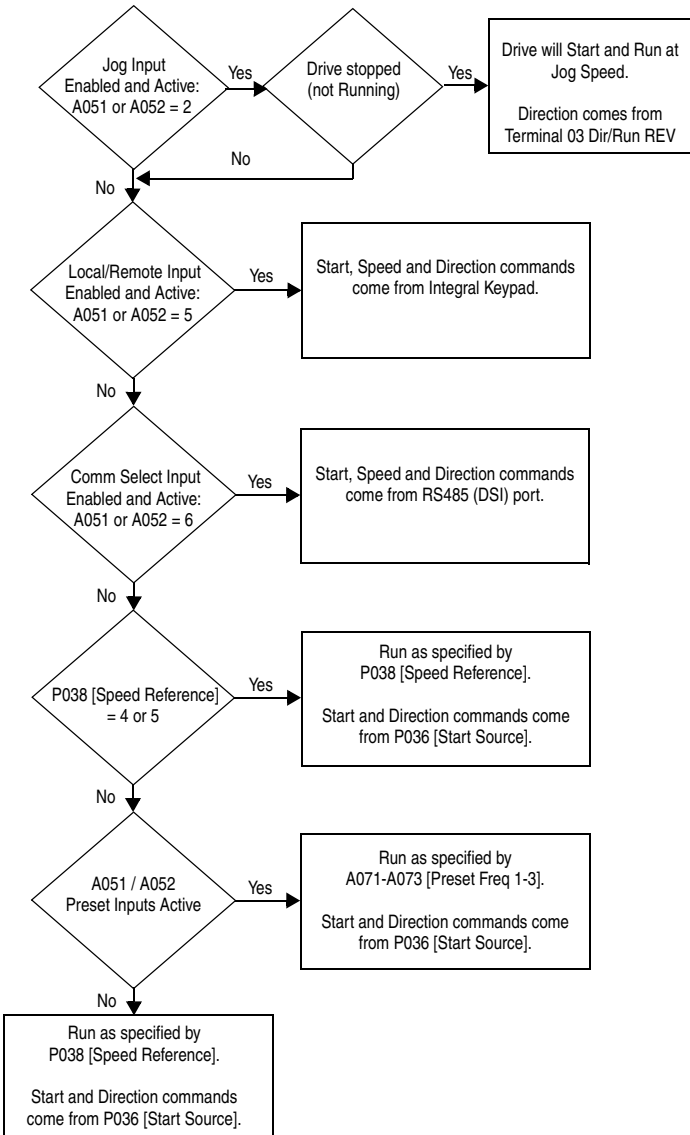 Jog Input
Enabled and Active:
A051 or A052 = 2
Yes
Drive stopped
(not Running)
Yes
Drive will Start and Run at
Jog Speed.
Direction comes from
Terminal 03 Dir/Run REV
No
No
Local/Remote Input
Enabled and Active:
A051 or A052 = 5
Yes
Start, Speed and Direction commands
come from Integral Keypad.
No
Comm Select Input
Enabled and Active:
A051 or A052 = 6
Yes
Start, Speed and Direction commands
come from RS485 (DSI) port.
No
P038 [Speed Reference]
= 4 or 5
Yes
Run as specified by
P038 [Speed Reference].
Start and Direction commands come
from P036 [Start Source].
No
A051 / A052
Preset Inputs Active
Yes
Run as specified by
A071-A073 [Preset Freq 1-3].
Start and Direction commands come
from P036 [Start Source].
No
Run as specified by
P038 [Speed Reference].
Start and Direction commands
come from P036 [Start Source].